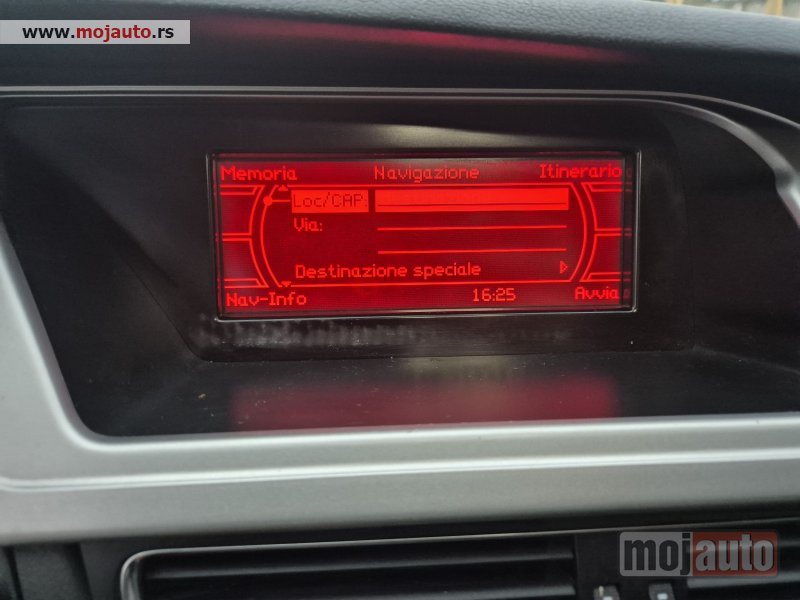 www.mojauto.rs
Memoria Navigazione Itinerario
Loc/CAP:
Via:
Destinazione speciale
Nav-Info 16:25 Avvia
mojauto